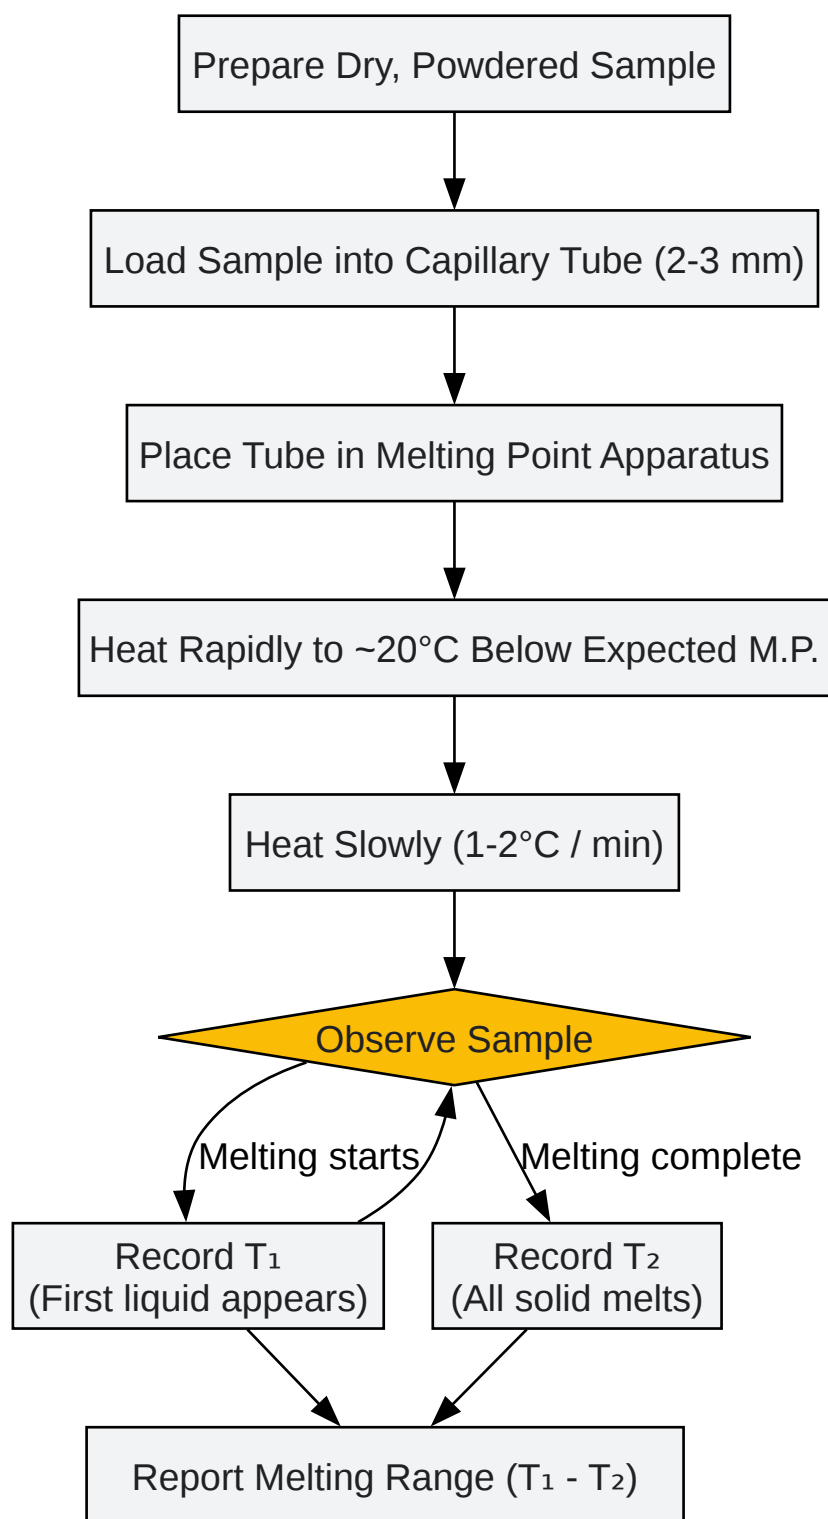 Prepare Dry, Powdered Sample
Load Sample into Capillary Tube (2-3 mm)
Place Tube in Melting Point Apparatus
Heat Rapidly to ~20°C Below Expected M.P.
Heat Slowly (1-2°C / min)
Observe Sample
Melting starts
Melting complete
Record T₁
(First liquid appears)
Record T₂
(All solid melts)
Report Melting Range (T₁ - T₂)